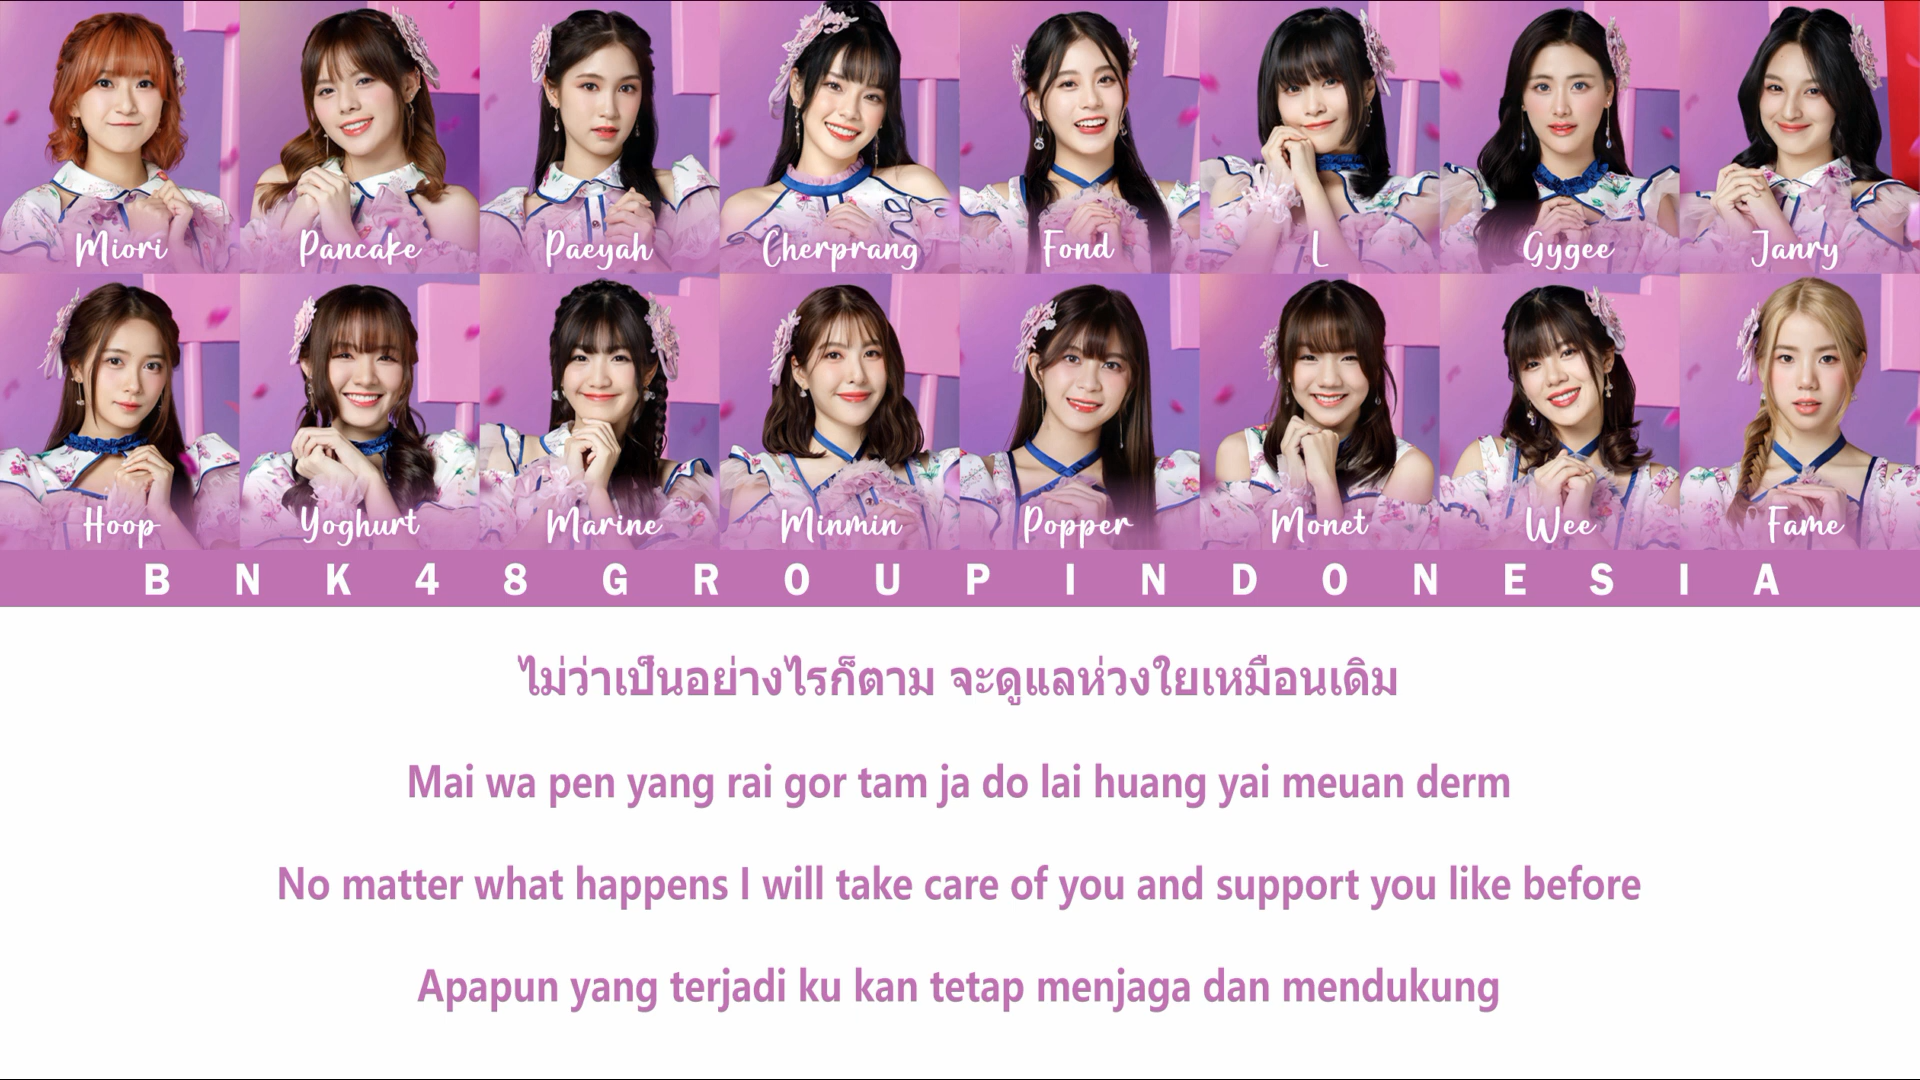 Miori Pancake Paeyah Cherprang Fond L Gygee Janry
Hoop Yoghurt Marine Minmin Popper Monet Wee Fame
B N K 4 8 G R O U P I N D O N E S I A
ไม่ว่าเป็นอย่างไรก็ตาม จะดูแลห่วงใยเหมือนเดิม
Mai wa pen yang rai gor tam ja do lai huang yai meuan derm
No matter what happens I will take care of you and support you like before
Apapun yang terjadi ku kan tetap menjaga dan mendukung